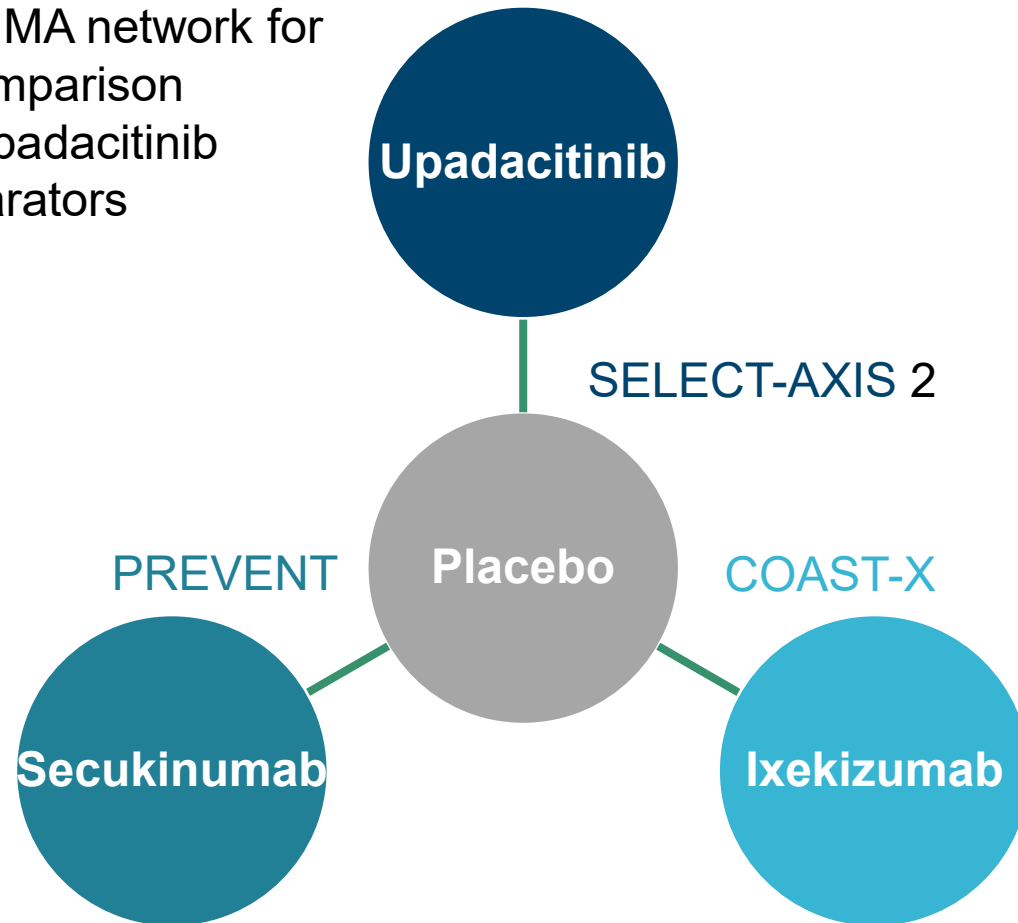 MA network for
mparison
padacitinib
arators
Upadacitinib
SELECT-AXIS 2
PREVENT
Placebo
COAST-X
Secukinumab
Ixekizumab